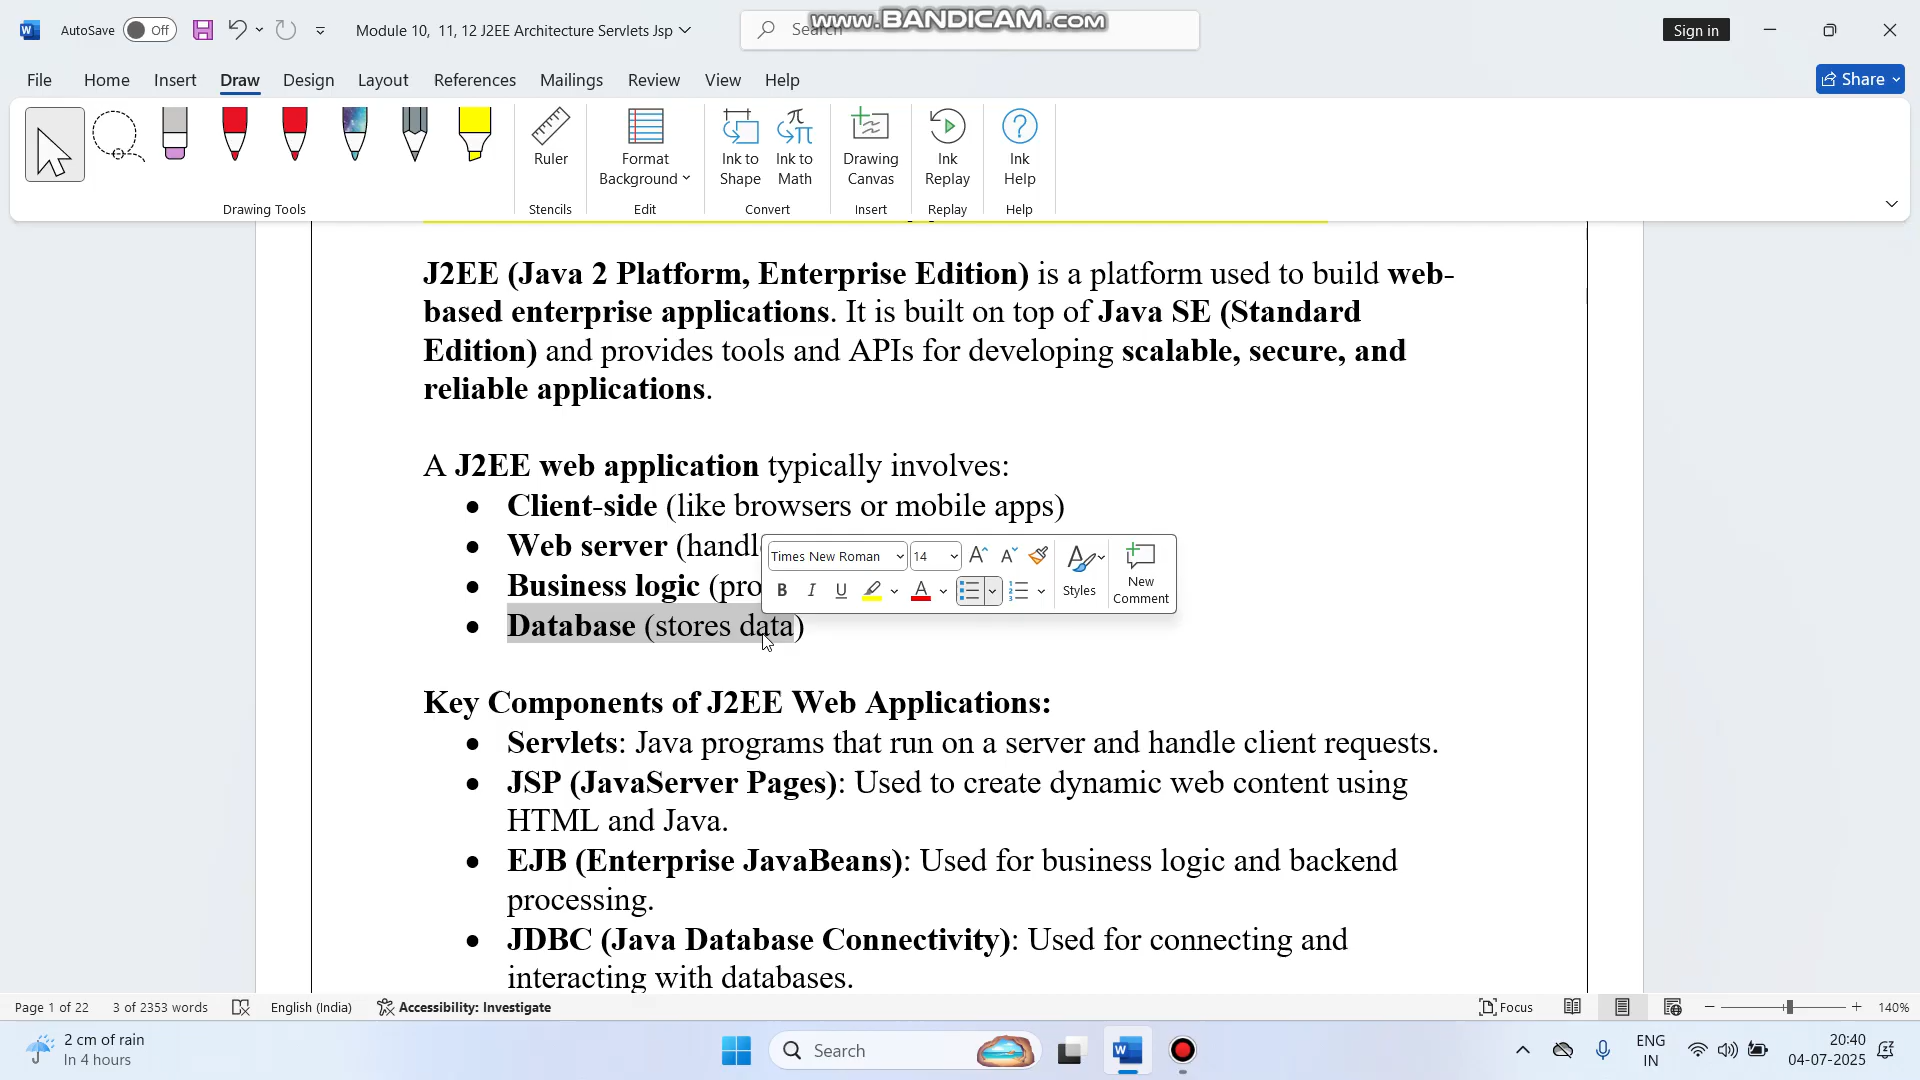 AutoSave Off Module 10, 11, 12 J2EE Architecture Servlets Jsp Search www.BANDICAM.com Sign in
File Home Insert Draw Design Layout References Mailings Review View Help Share
Ruler Format Background Ink to Shape Ink to Math Drawing Canvas Ink Replay Ink Help
Drawing Tools Stencils Edit Convert Insert Replay Help
J2EE (Java 2 Platform, Enterprise Edition) is a platform used to build web-
based enterprise applications. It is built on top of Java SE (Standard
Edition) and provides tools and APIs for developing scalable, secure, and
reliable applications.
A J2EE web application typically involves:
• Client-side (like browsers or mobile apps)
• Web server (handl
Times New Roman 14
B I U Styles New Comment
• Business logic (pro
• Database (stores data)
Key Components of J2EE Web Applications:
• Servlets: Java programs that run on a server and handle client requests.
• JSP (JavaServer Pages): Used to create dynamic web content using
HTML and Java.
• EJB (Enterprise JavaBeans): Used for business logic and backend
processing.
• JDBC (Java Database Connectivity): Used for connecting and
interacting with databases.
Page 1 of 22 3 of 2353 words English (India) Accessibility: Investigate Focus 140%
2 cm of rain
In 4 hours
Search
ENG
IN
20:40
04-07-2025